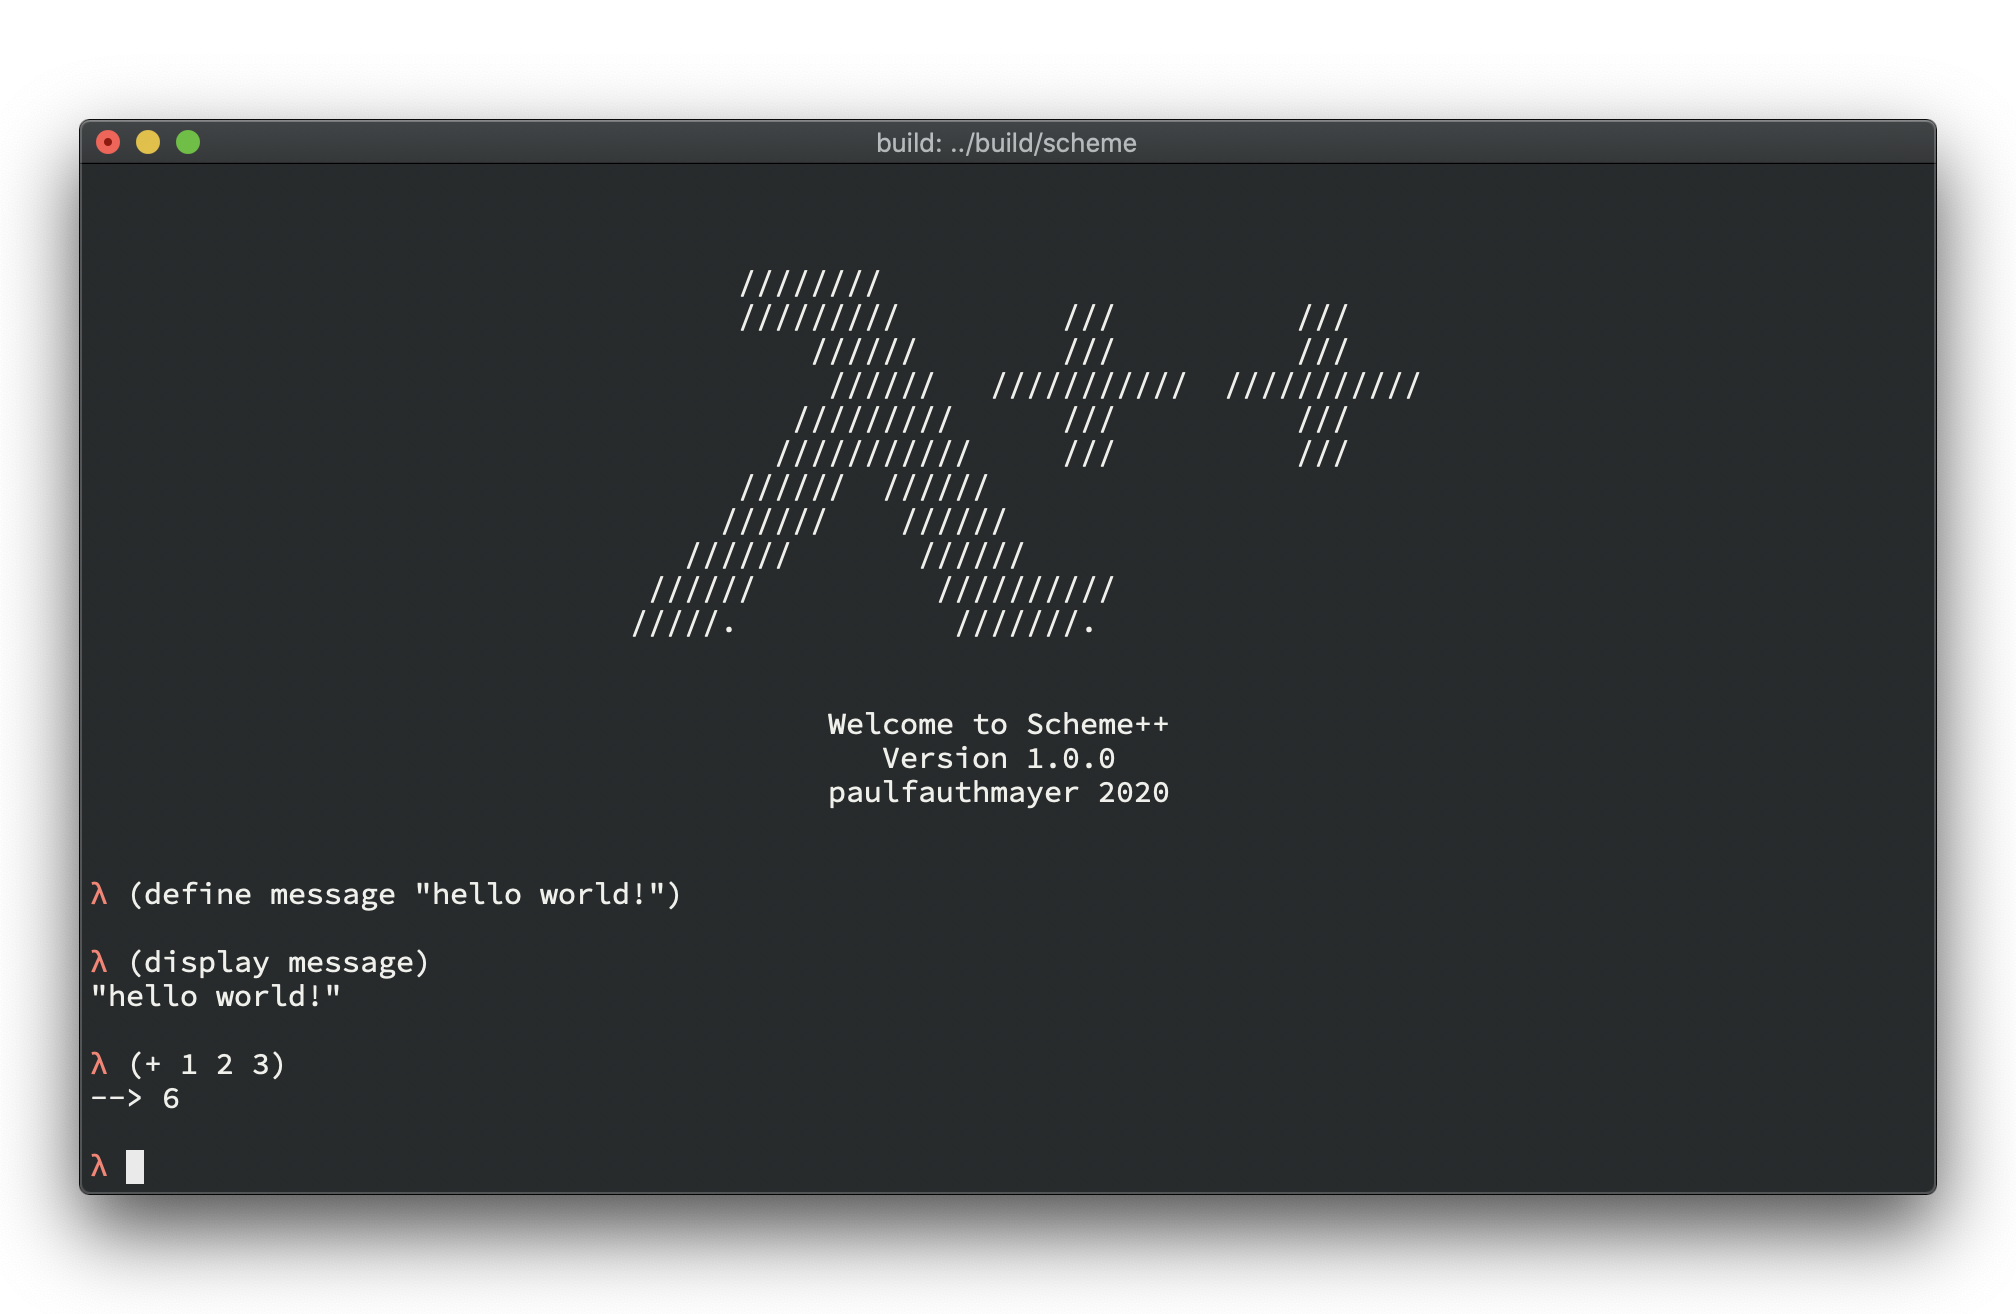 build: ../build/scheme
////////
///////// /// ///
////// /// ///
////// /////////// ///////////
///////// /// ///
/////////// /// ///
////// //////
////// //////
////// //////
////// //////////
/////. ///////.
Welcome to Scheme++
Version 1.0.0
paulfauthmayer 2020
λ (define message "hello world!")
λ (display message)
"hello world!"
λ (+ 1 2 3)
--> 6
λ